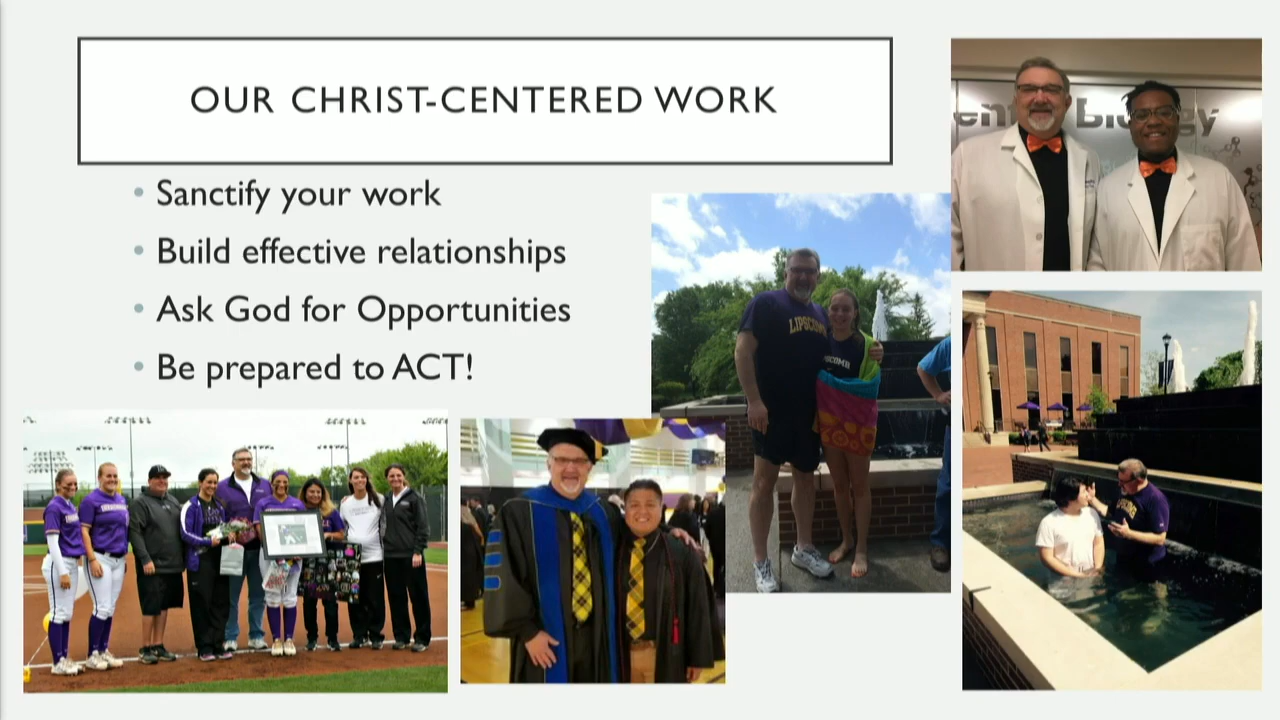 OUR CHRIST-CENTERED WORK
• Sanctify your work
• Build effective relationships
• Ask God for Opportunities
• Be prepared to ACT!
LIPSCOMB